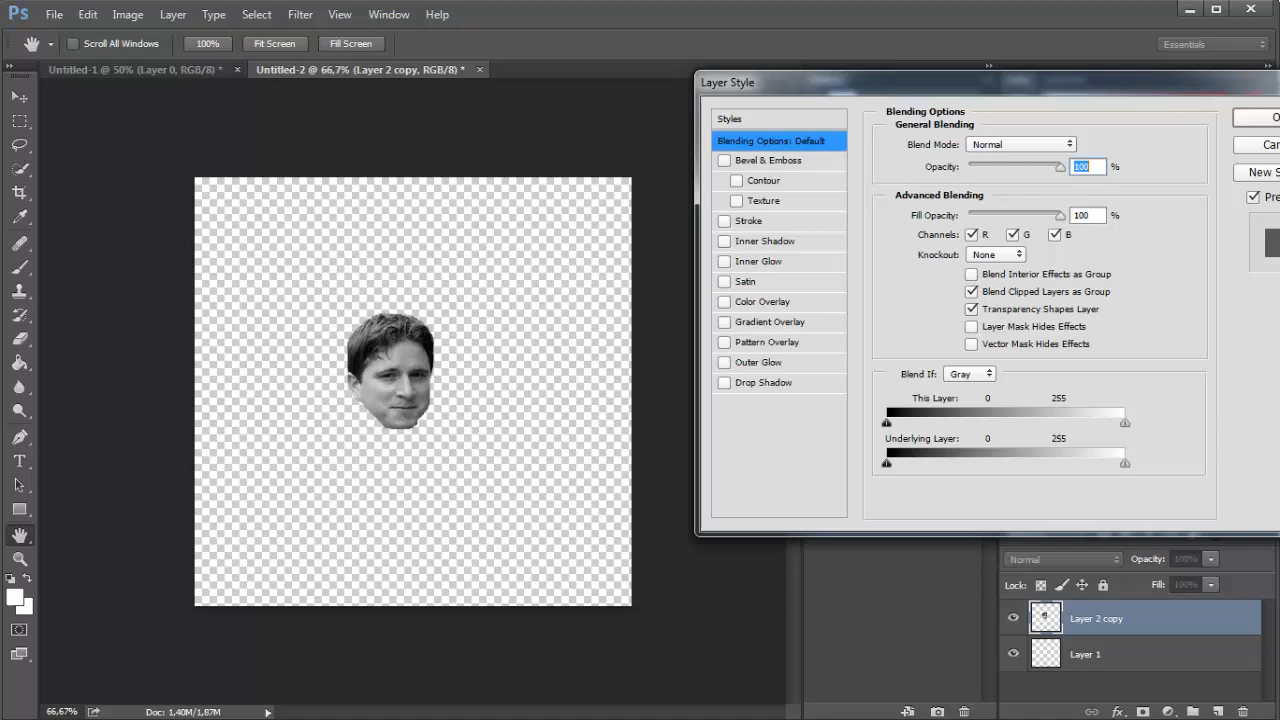 Ps File Edit Image Layer Type Select Filter View Window Help
Scroll All Windows 100% Fit Screen Fill Screen Essentials
Untitled-1 @ 50% (Layer 0, RGB/8) * × Untitled-2 @ 66,7% (Layer 2 copy, RGB/8) * ×
Layer Style
Styles
Blending Options: Default
Bevel & Emboss
Contour
Texture
Stroke
Inner Shadow
Inner Glow
Satin
Color Overlay
Gradient Overlay
Pattern Overlay
Outer Glow
Drop Shadow
Blending Options
General Blending
Blend Mode: Normal
Opacity: 100 %
Advanced Blending
Fill Opacity: 100 %
Channels: R G B
Knockout: None
Blend Interior Effects as Group
Blend Clipped Layers as Group
Transparency Shapes Layer
Layer Mask Hides Effects
Vector Mask Hides Effects
Blend If: Gray
This Layer: 0 255
Underlying Layer: 0 255
O
Can
New S
Pre
Normal Opacity: 100%
Lock: Fill: 100%
Layer 2 copy
Layer 1
fx
66,67% Doc: 1,40M/1,87M